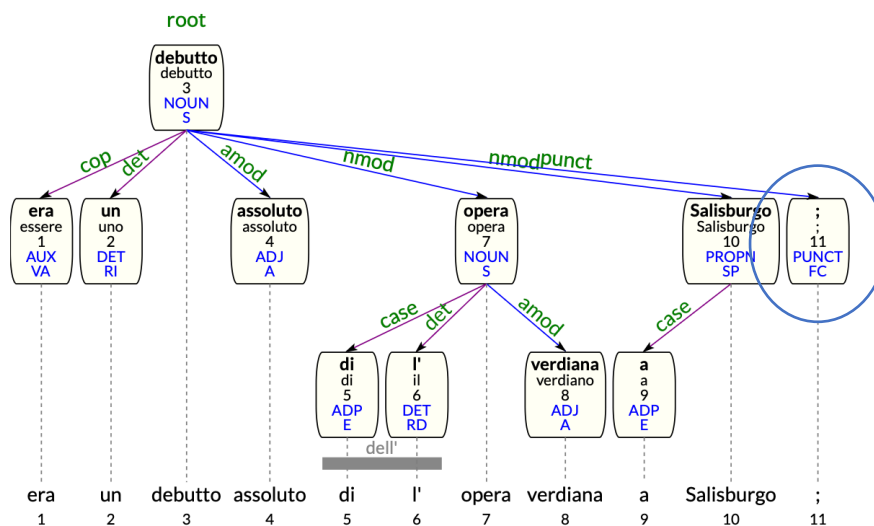 root
debutto
debutto
3
NOUN
S
cop
det
amod
nmod
nmod
punct
era
essere
1
AUX
VA
un
uno
2
DET
RI
assoluto
assoluto
4
ADJ
A
opera
opera
7
NOUN
S
Salisburgo
Salisburgo
10
PROPN
SP
;
;
11
PUNCT
FC
case
det
amod
case
di
di
5
ADP
E
l'
il
6
DET
RD
verdiana
verdiano
8
ADJ
A
a
a
9
ADP
E
dell'
era un debutto assoluto di l' opera verdiana a Salisburgo ;
1 2 3 4 5 6 7 8 9 10 11